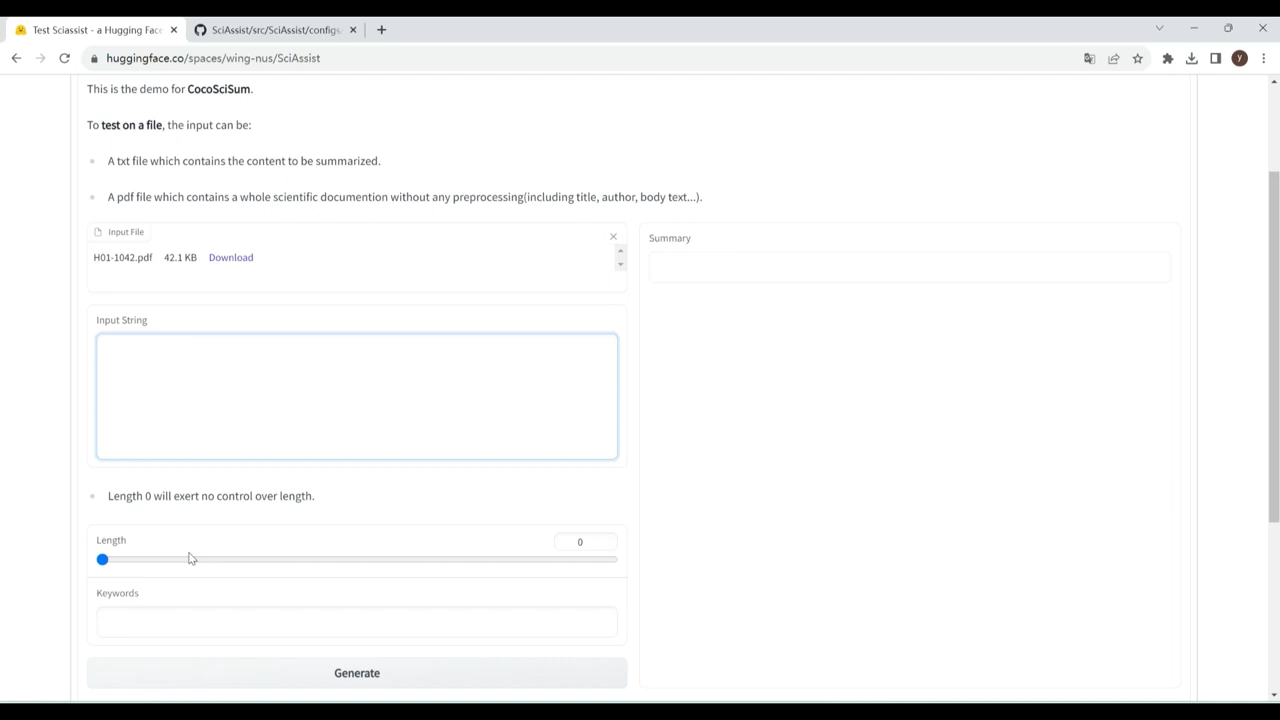 Test Sciassist - a Hugging Face
SciAssist/src/SciAssist/configs
huggingface.co/spaces/wing-nus/SciAssist
y
This is the demo for CocoSciSum.
To test on a file, the input can be:
A txt file which contains the content to be summarized.
A pdf file which contains a whole scientific documention without any preprocessing(including title, author, body text...).
Input File
H01-1042.pdf 42.1 KB Download
Summary
Input String
Length 0 will exert no control over length.
Length
0
Keywords
Generate